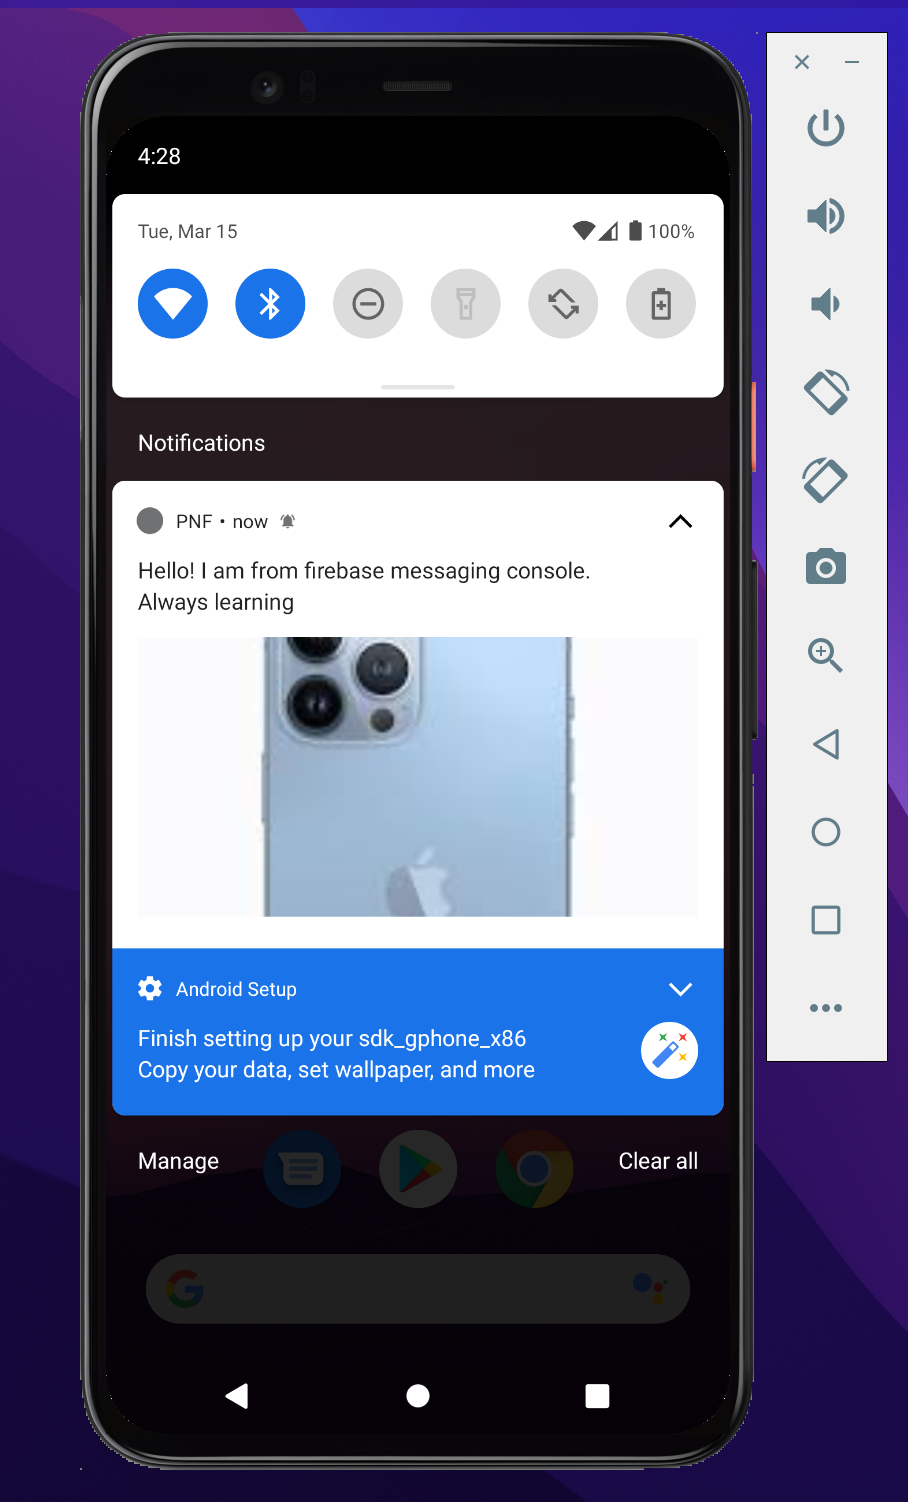 4:28
Tue, Mar 15
100%
Notifications
PNF • now
Hello! I am from firebase messaging console.
Always learning
Android Setup
Finish setting up your sdk_gphone_x86
Copy your data, set wallpaper, and more
Manage
Clear all